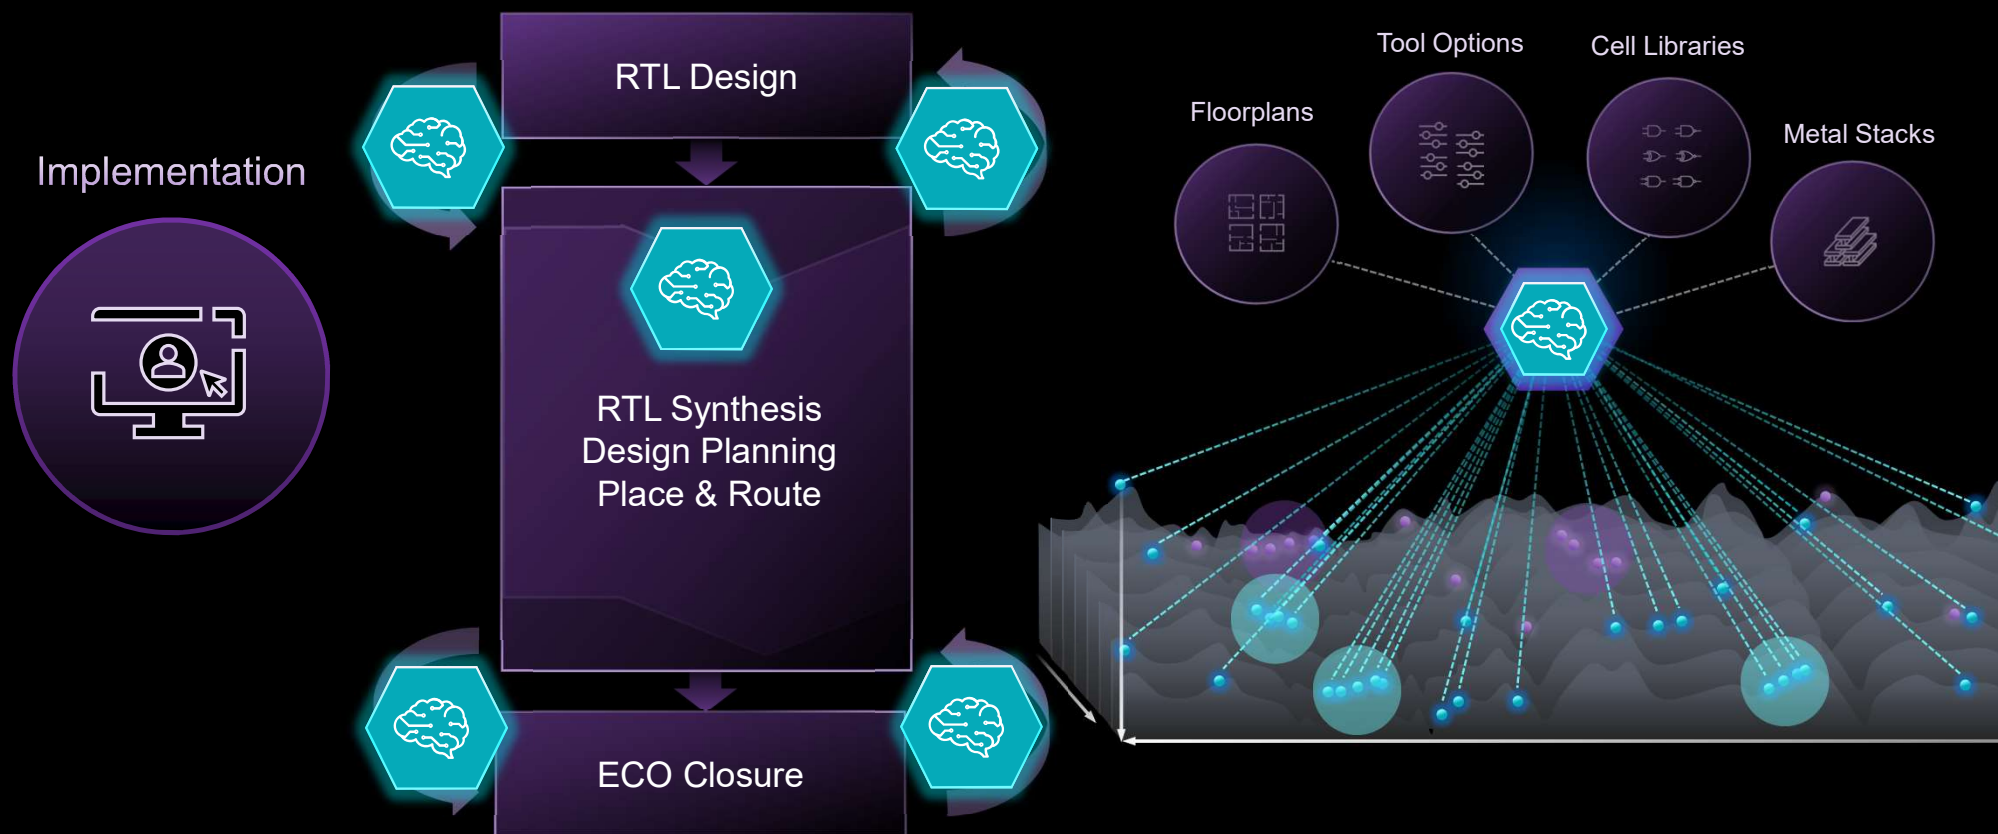 Implementation
RTL Design
RTL Synthesis
Design Planning
Place & Route
ECO Closure
Floorplans
Tool Options
Cell Libraries
Metal Stacks